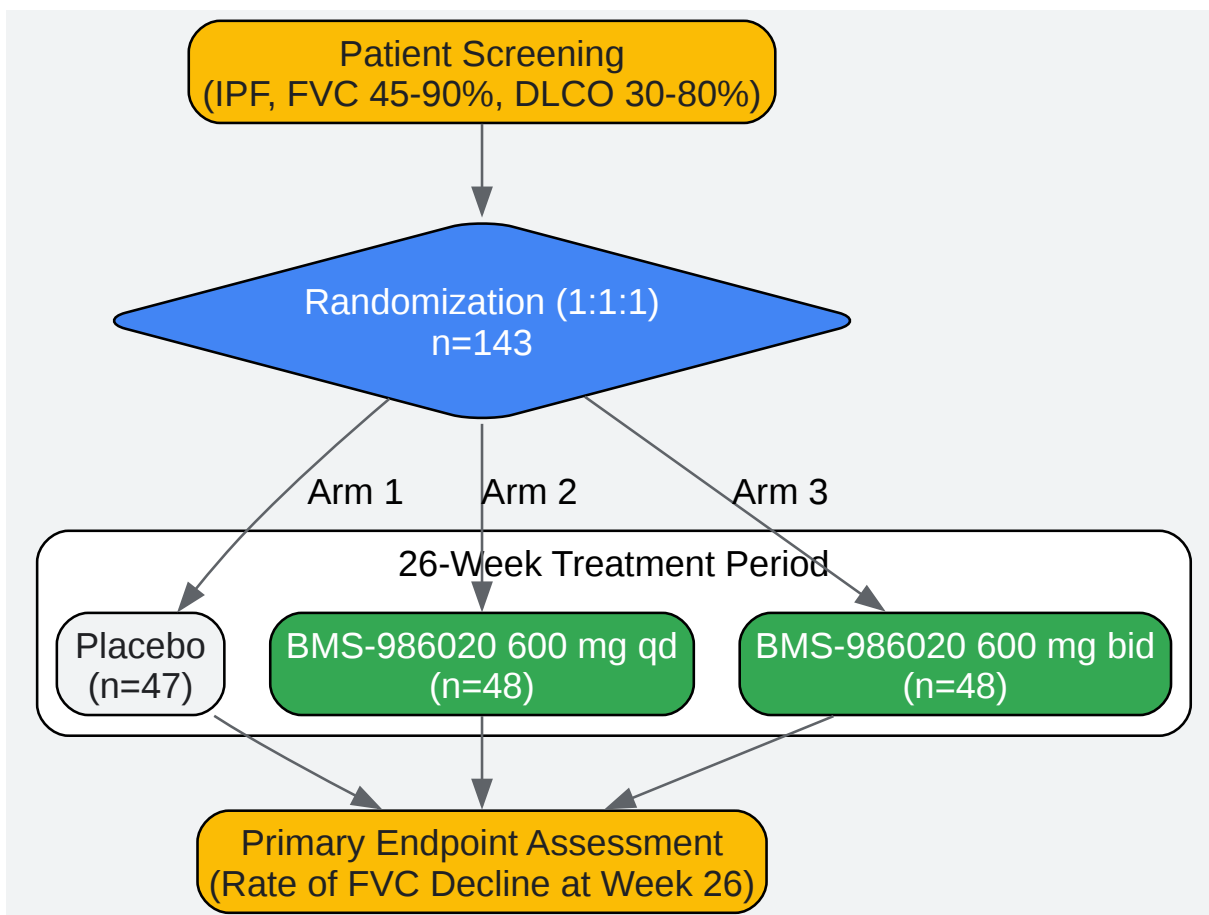 Patient Screening
(IPF, FVC 45-90%, DLCO 30-80%)
Randomization (1:1:1)
n=143
Arm 1
Arm 2
Arm 3
26-Week Treatment Period
Placebo
(n=47)
BMS-986020 600 mg qd
(n=48)
BMS-986020 600 mg bid
(n=48)
Primary Endpoint Assessment
(Rate of FVC Decline at Week 26)